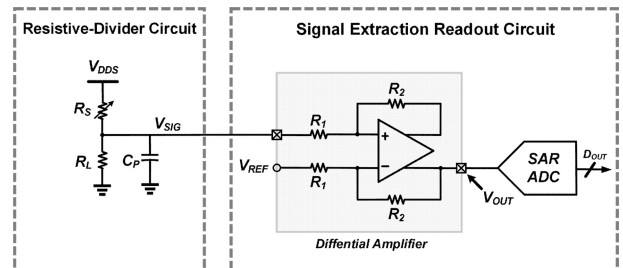 Resistive-Divider Circuit
Signal Extraction Readout Circuit
VDDS
RS
VSIG
RL
CP
R1
R2
+
VREF
R1
−
R2
VOUT
SAR
ADC
DOUT
Diffential Amplifier